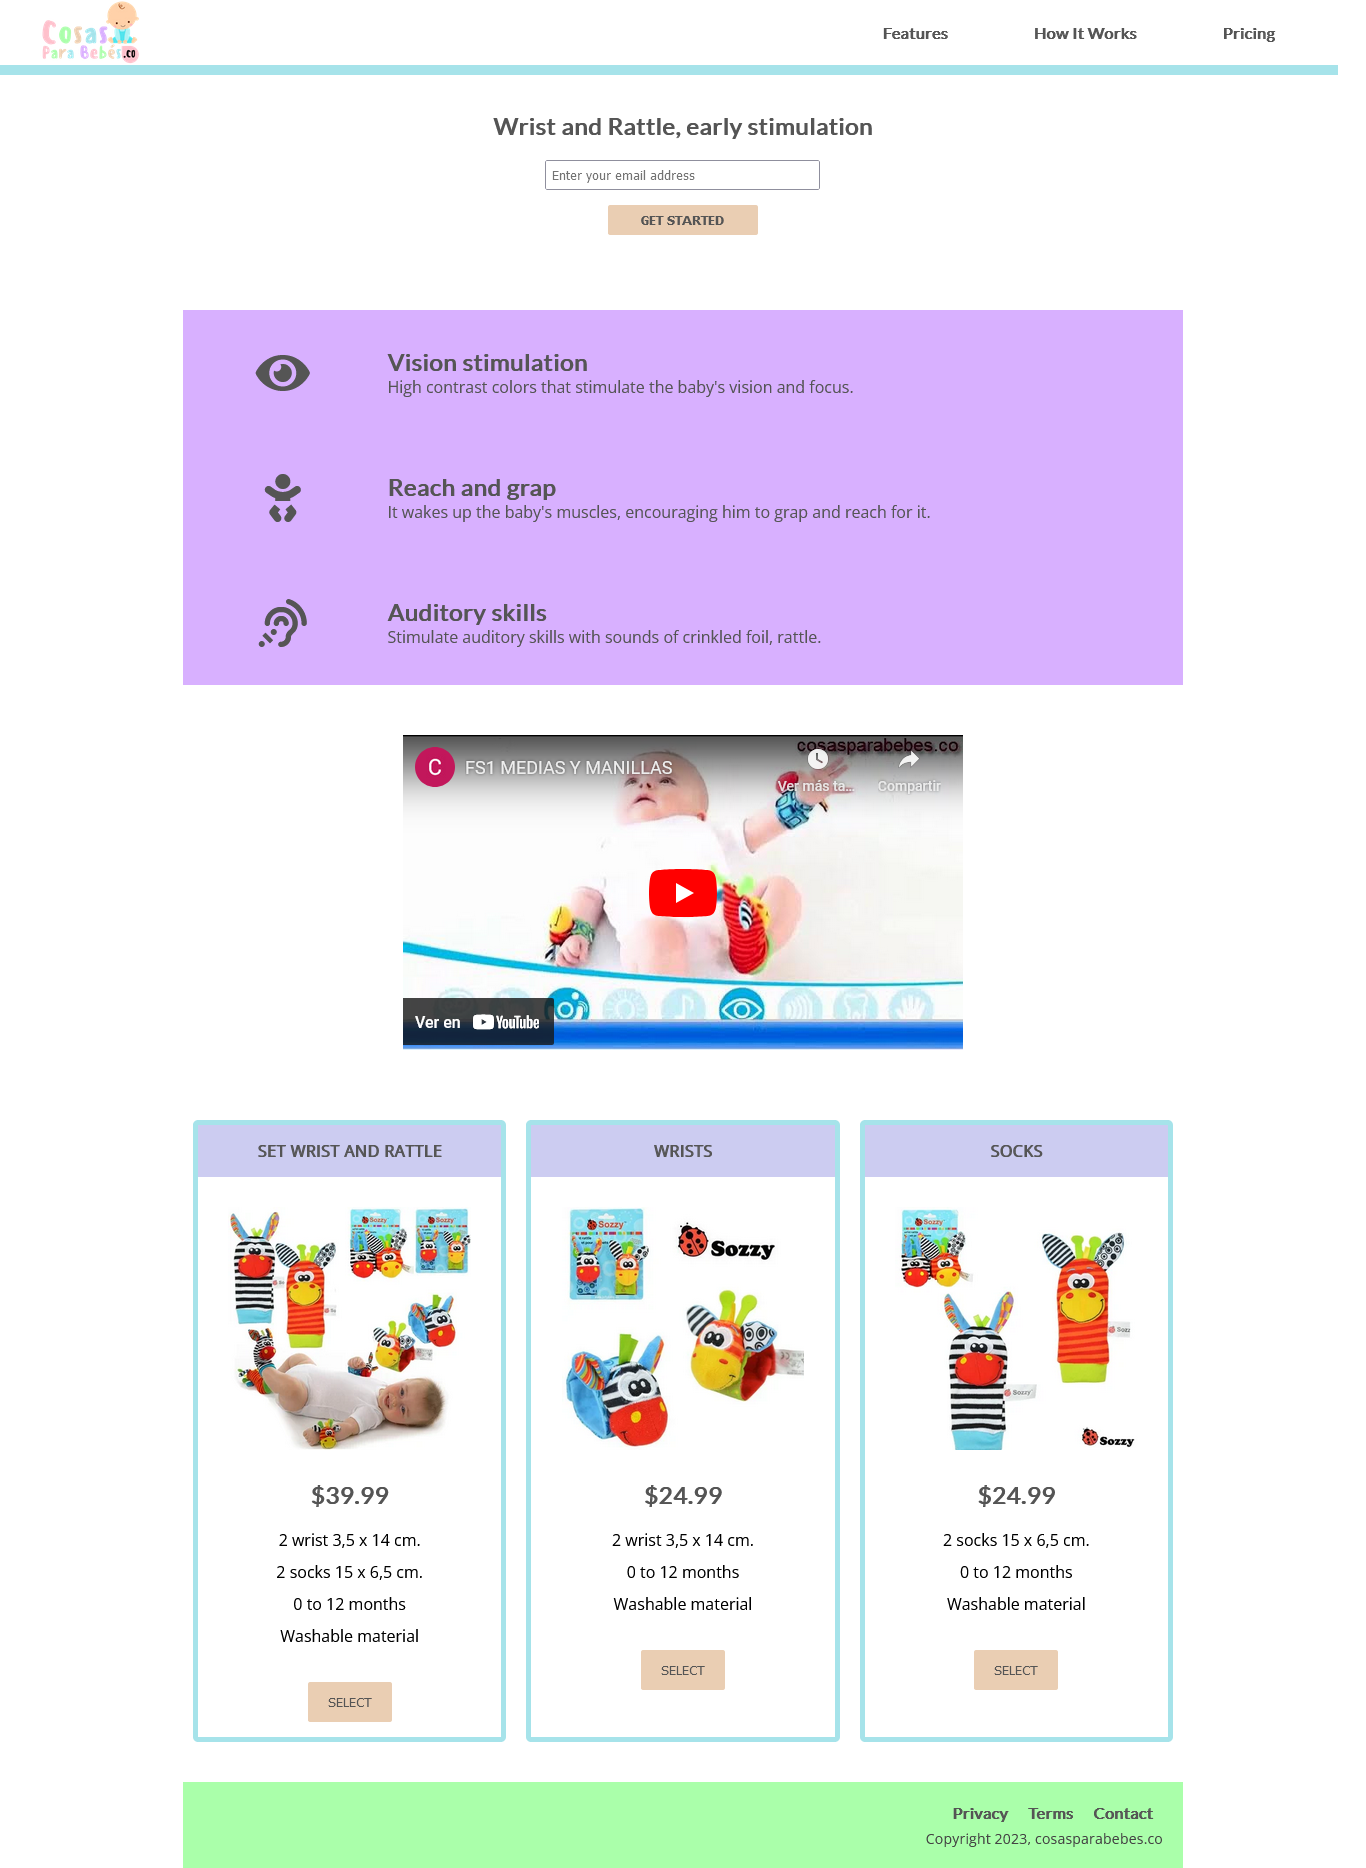 Cosas
Para Bebés.co
Features
How It Works
Pricing
Wrist and Rattle, early stimulation
Enter your email address
GET STARTED
Vision stimulation
High contrast colors that stimulate the baby's vision and focus.
Reach and grap
It wakes up the baby's muscles, encouraging him to grap and reach for it.
Auditory skills
Stimulate auditory skills with sounds of crinkled foil, rattle.
cosasparabebes.co
C
FS1 MEDIAS Y MANILLAS
Ver más ta...
Compartir
Ver en YouTube
SET WRIST AND RATTLE
Sozzy
Sozzy
$39.99
2 wrist 3,5 x 14 cm.
2 socks 15 x 6,5 cm.
0 to 12 months
Washable material
SELECT
WRISTS
Sozzy
Sozzy
$24.99
2 wrist 3,5 x 14 cm.
0 to 12 months
Washable material
SELECT
SOCKS
Sozzy
Sozzy
Sozzy
$24.99
2 socks 15 x 6,5 cm.
0 to 12 months
Washable material
SELECT
Privacy Terms Contact
Copyright 2023, cosasparabebes.co